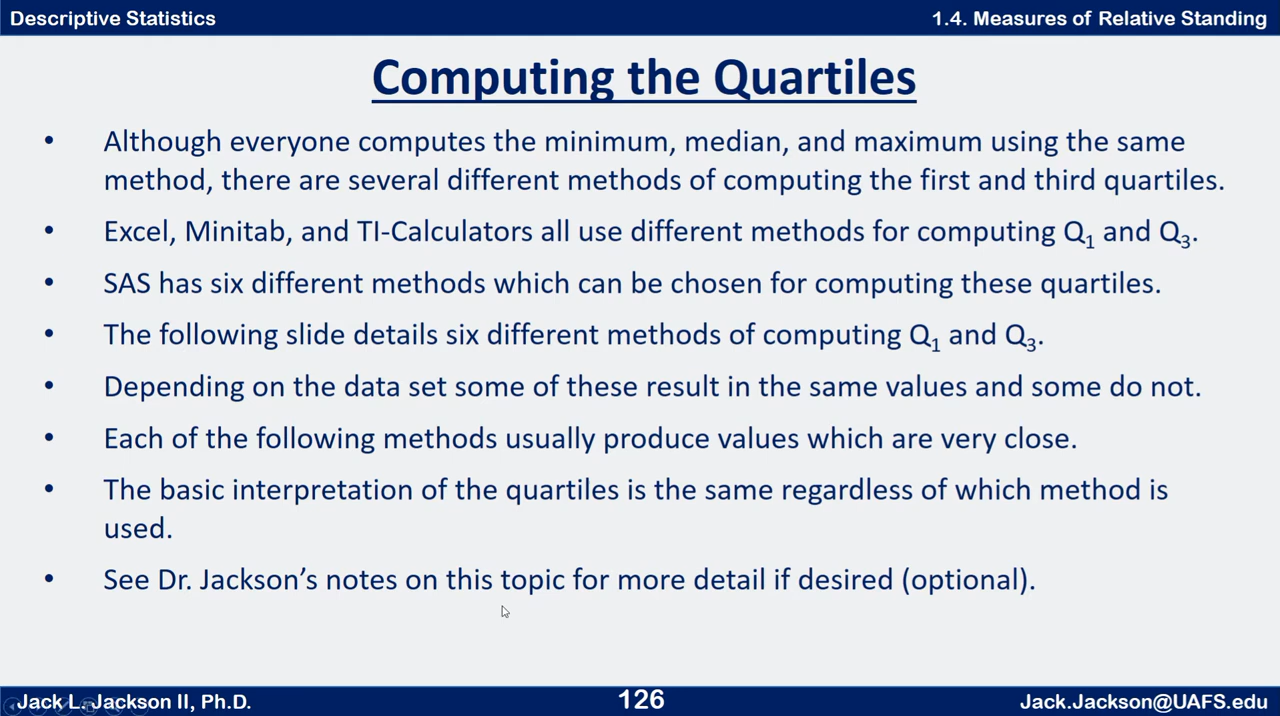 Descriptive Statistics
1.4. Measures of Relative Standing
Computing the Quartiles
• Although everyone computes the minimum, median, and maximum using the same
method, there are several different methods of computing the first and third quartiles.
• Excel, Minitab, and TI-Calculators all use different methods for computing Q₁ and Q₃.
• SAS has six different methods which can be chosen for computing these quartiles.
• The following slide details six different methods of computing Q₁ and Q₃.
• Depending on the data set some of these result in the same values and some do not.
• Each of the following methods usually produce values which are very close.
• The basic interpretation of the quartiles is the same regardless of which method is
used.
• See Dr. Jackson’s notes on this topic for more detail if desired (optional).
Jack L. Jackson II, Ph.D.
126
Jack.Jackson@UAFS.edu